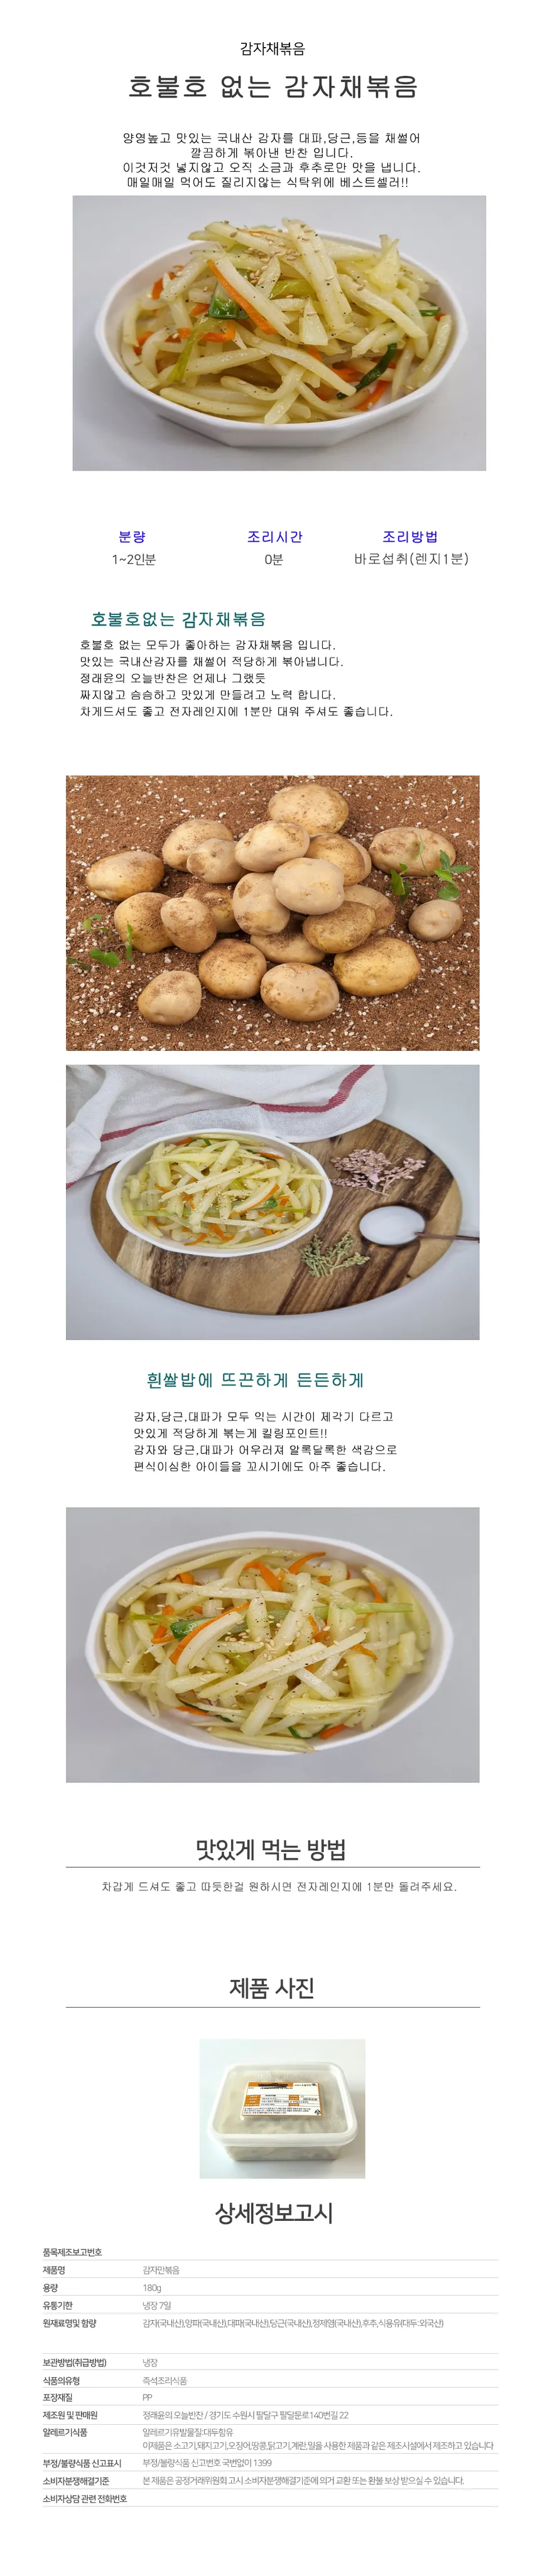 감자채볶음
호불호 없는 감자채볶음
양영높고 맛있는 국내산 감자를 대파,당근,등을 채썰어
깔끔하게 볶아낸 반찬 입니다.
이것저것 넣지않고 오직 소금과 후추로만 맛을 냅니다.
매일매일 먹어도 질리지않는 식탁위에 베스트셀러!!
분량
조리시간
조리방법
1~2인분
0분
바로섭취(렌지1분)
호불호없는 감자채볶음
호불호 없는 모두가 좋아하는 감자채볶음 입니다.
맛있는 국내산감자를 채썰어 적당하게 볶아냅니다.
정래윤의 오늘반찬은 언제나 그랬듯
짜지않고 슴슴하고 맛있게 만들려고 노력 합니다.
차게드셔도 좋고 전자레인지에 1분만 대워 주셔도 좋습니다.
흰쌀밥에 뜨끈하게 든든하게
감자,당근,대파가 모두 익는 시간이 제각기 다르고
맛있게 적당하게 볶는게 킬링포인트!!
감자와 당근,대파가 어우러져 알록달록한 색감으로
편식이심한 아이들을 꼬시기에도 아주 좋습니다.
맛있게 먹는 방법
차갑게 드셔도 좋고 따듯한걸 원하시면 전자레인지에 1분만 돌려주세요.
제품 사진
상세정보고시
품목제조보고번호
제품명 감자만볶음
용량 180g
유통기한 냉장 7일
원재료명및 함량 감자(국내산),양파(국내산),대파(국내산),당근(국내산),정제염(국내산),후추,식용유(대두:외국산)
보관방법(취급방법) 냉장
식품의유형 즉석조리식품
포장재질 PP
제조원 및 판매원 정래윤의 오늘반찬 / 경기도 수원시 팔달구 팔달문로140번길 22
알레르기식품 알레르기유발물질:대두함유
이제품은 소고기,돼지고기,오징어,땅콩,닭고기,계란,밀을 사용한 제품과 같은 제조시설에서 제조하고 있습니다
부정/불량식품 신고표시 부정/불량식품 신고번호 국번없이 1399
소비자분쟁해결기준 본 제품은 공정거래위원회 고시 소비자분쟁해결기준에 의거 교환 또는 환불 보상 받으실 수 있습니다.
소비자상담 관련 전화번호